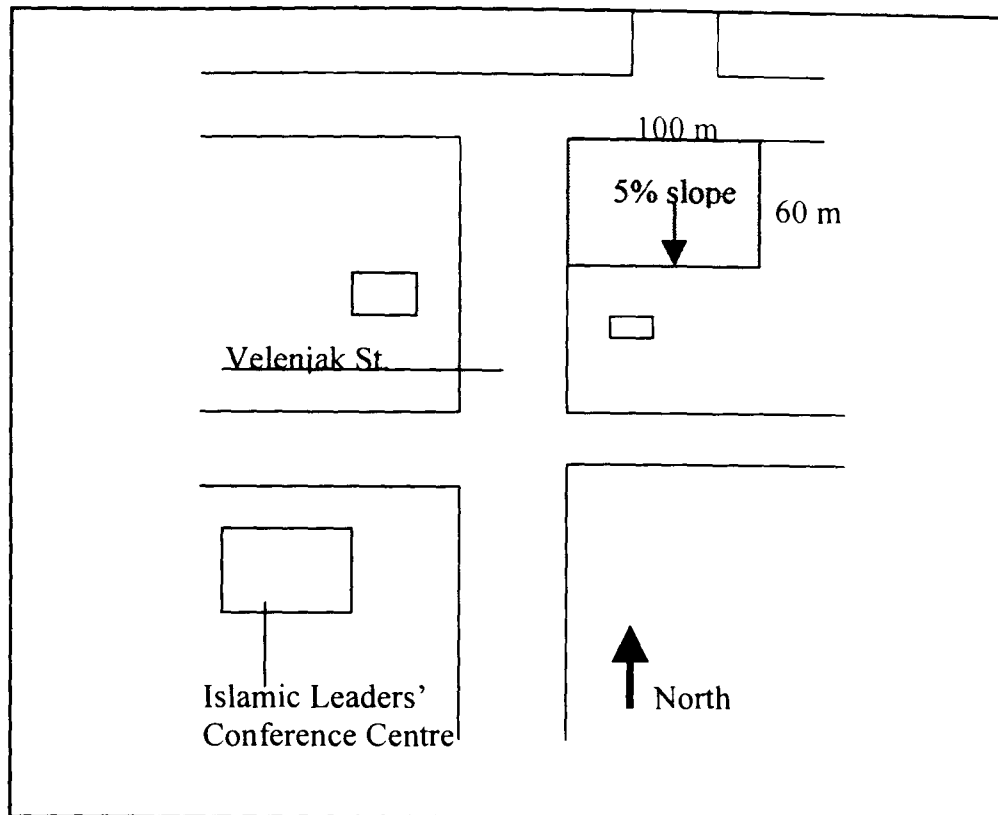 100 m
5% slope
60 m
Velenjak St.
Islamic Leaders'
Conference Centre
North